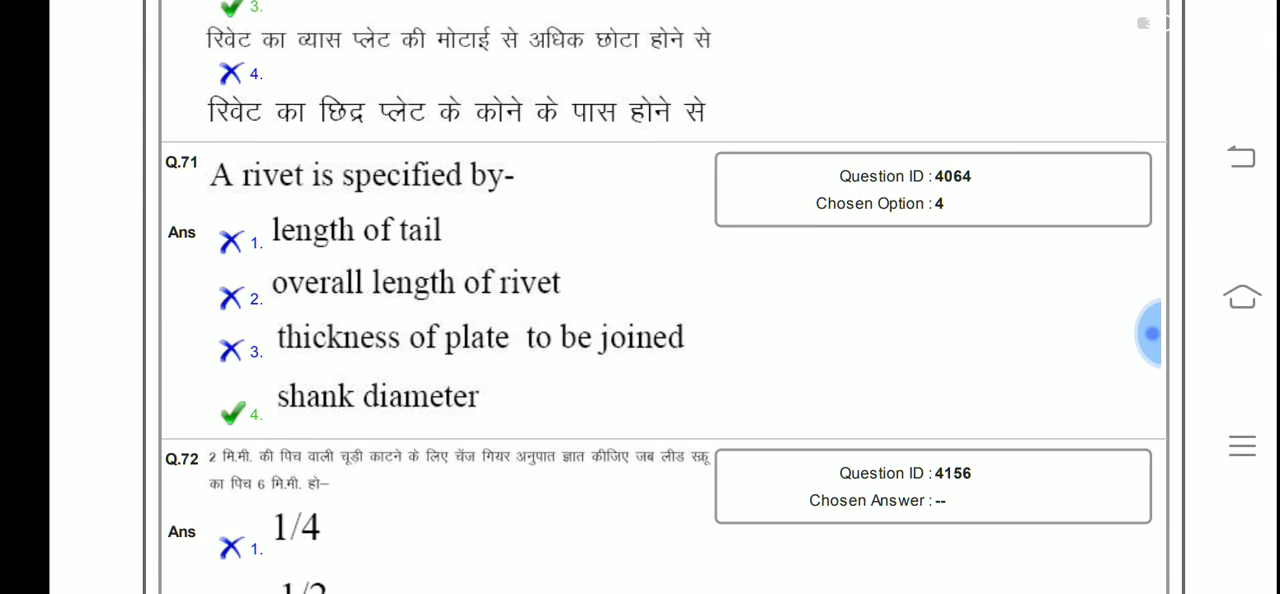 3.
रिवेट का व्यास प्लेट की मोटाई से अधिक छोटा होने से
4.
रिवेट का छिद्र प्लेट के कोने के पास होने से
Q.71 A rivet is specified by-
Question ID : 4064
Chosen Option : 4
Ans
1. length of tail
2. overall length of rivet
3. thickness of plate to be joined
4. shank diameter
Q.72 2 मि.मी. की पिच वाली चूड़ी काटने के लिए चेंज गियर अनुपात ज्ञात कीजिए जब लीड स्क्रू
का पिच 6 मि.मी. हो–
Question ID : 4156
Chosen Answer : --
Ans
1. 1/4